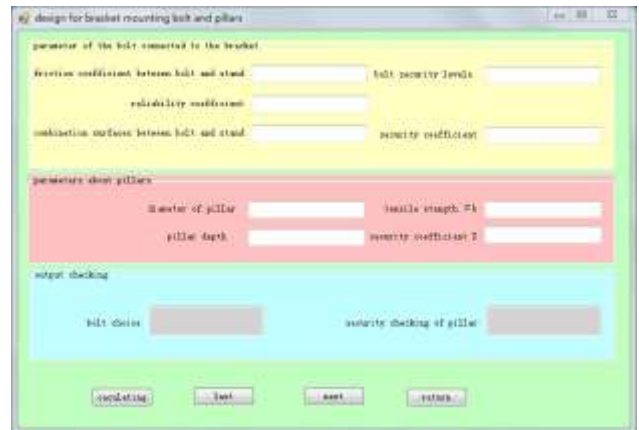 design for bracket mounting bolt and pillars
parameter of the bolt connected to the bracket
friction coefficient between bolt and stand
bolt security levels
reliability coefficient
combination surfaces between bolt and stand
security coefficient
parameters about pillars
diameter of pillar
tensile
pillar depth
security coefficient
output checking
bolt choice
security checking of pillar
last
next
return